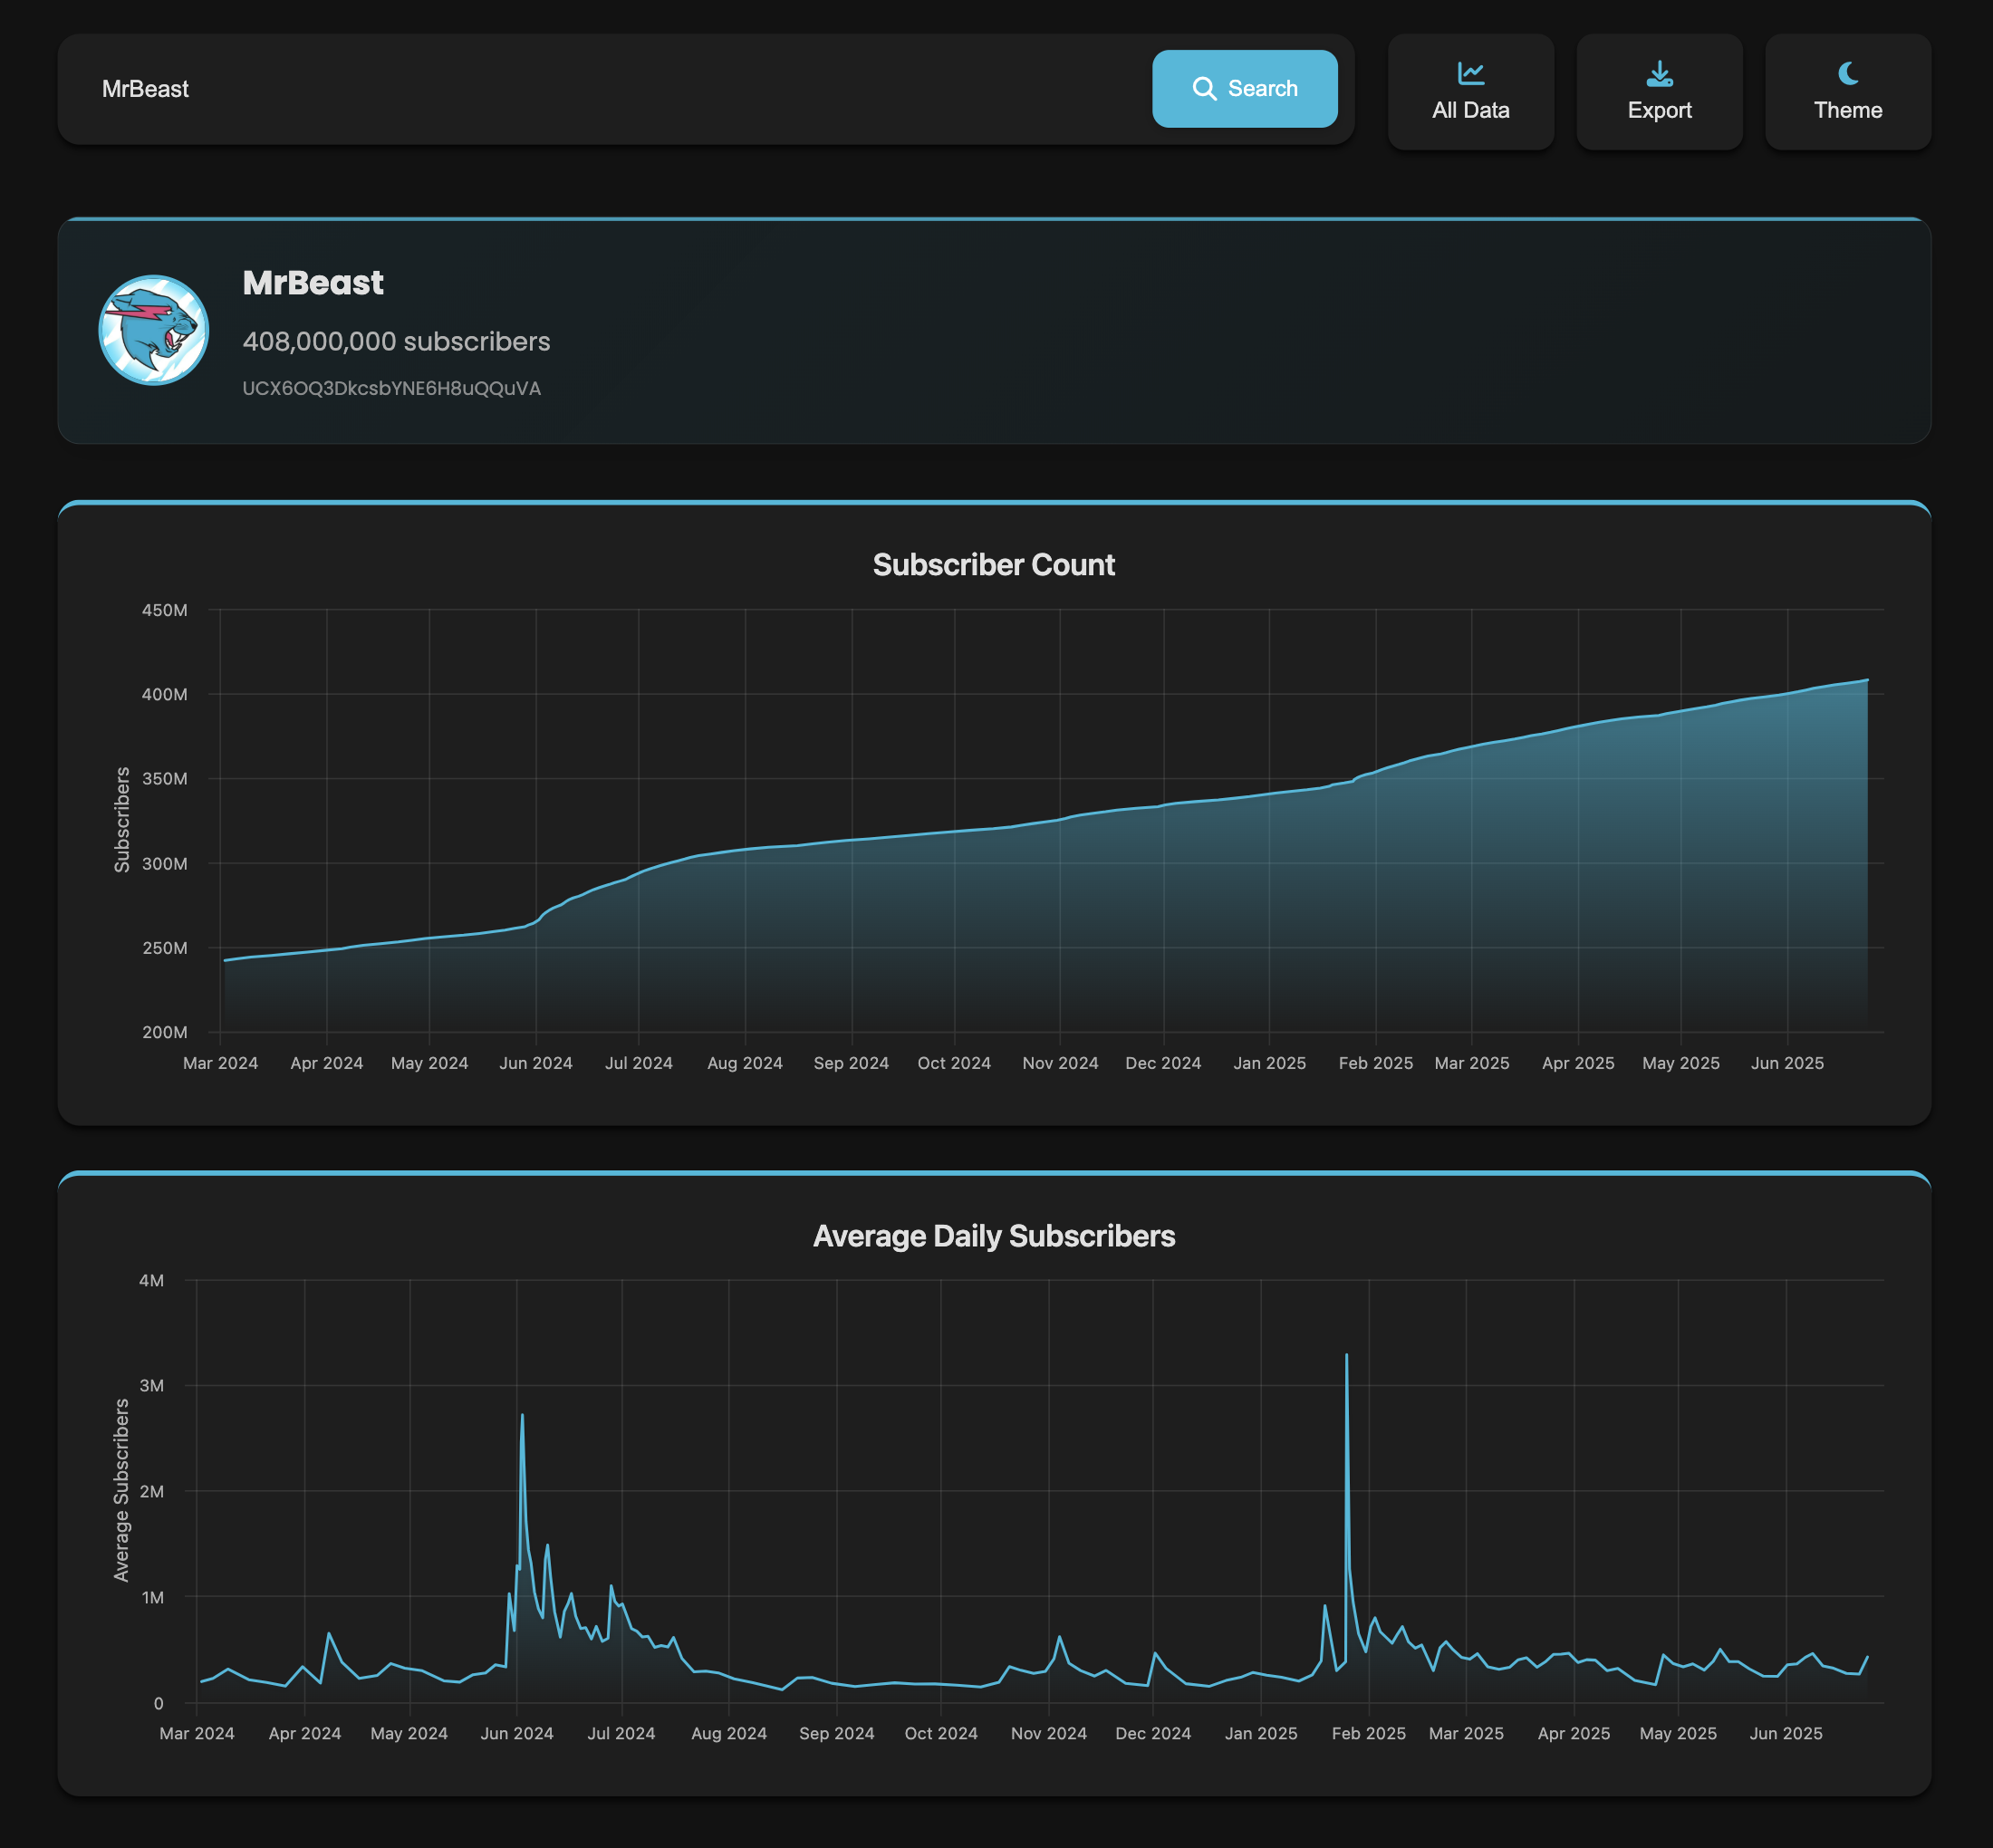 MrBeast
Search
All Data
Export
Theme
MrBeast
408,000,000 subscribers
UCX6OQ3DkcsbYNE6H8uQQuVA
Subscriber Count
450M
400M
350M
300M
250M
200M
Subscribers
Mar 2024 Apr 2024 May 2024 Jun 2024 Jul 2024 Aug 2024 Sep 2024 Oct 2024 Nov 2024 Dec 2024 Jan 2025 Feb 2025 Mar 2025 Apr 2025 May 2025 Jun 2025
Average Daily Subscribers
4M
3M
2M
1M
0
Average Subscribers
Mar 2024 Apr 2024 May 2024 Jun 2024 Jul 2024 Aug 2024 Sep 2024 Oct 2024 Nov 2024 Dec 2024 Jan 2025 Feb 2025 Mar 2025 Apr 2025 May 2025 Jun 2025